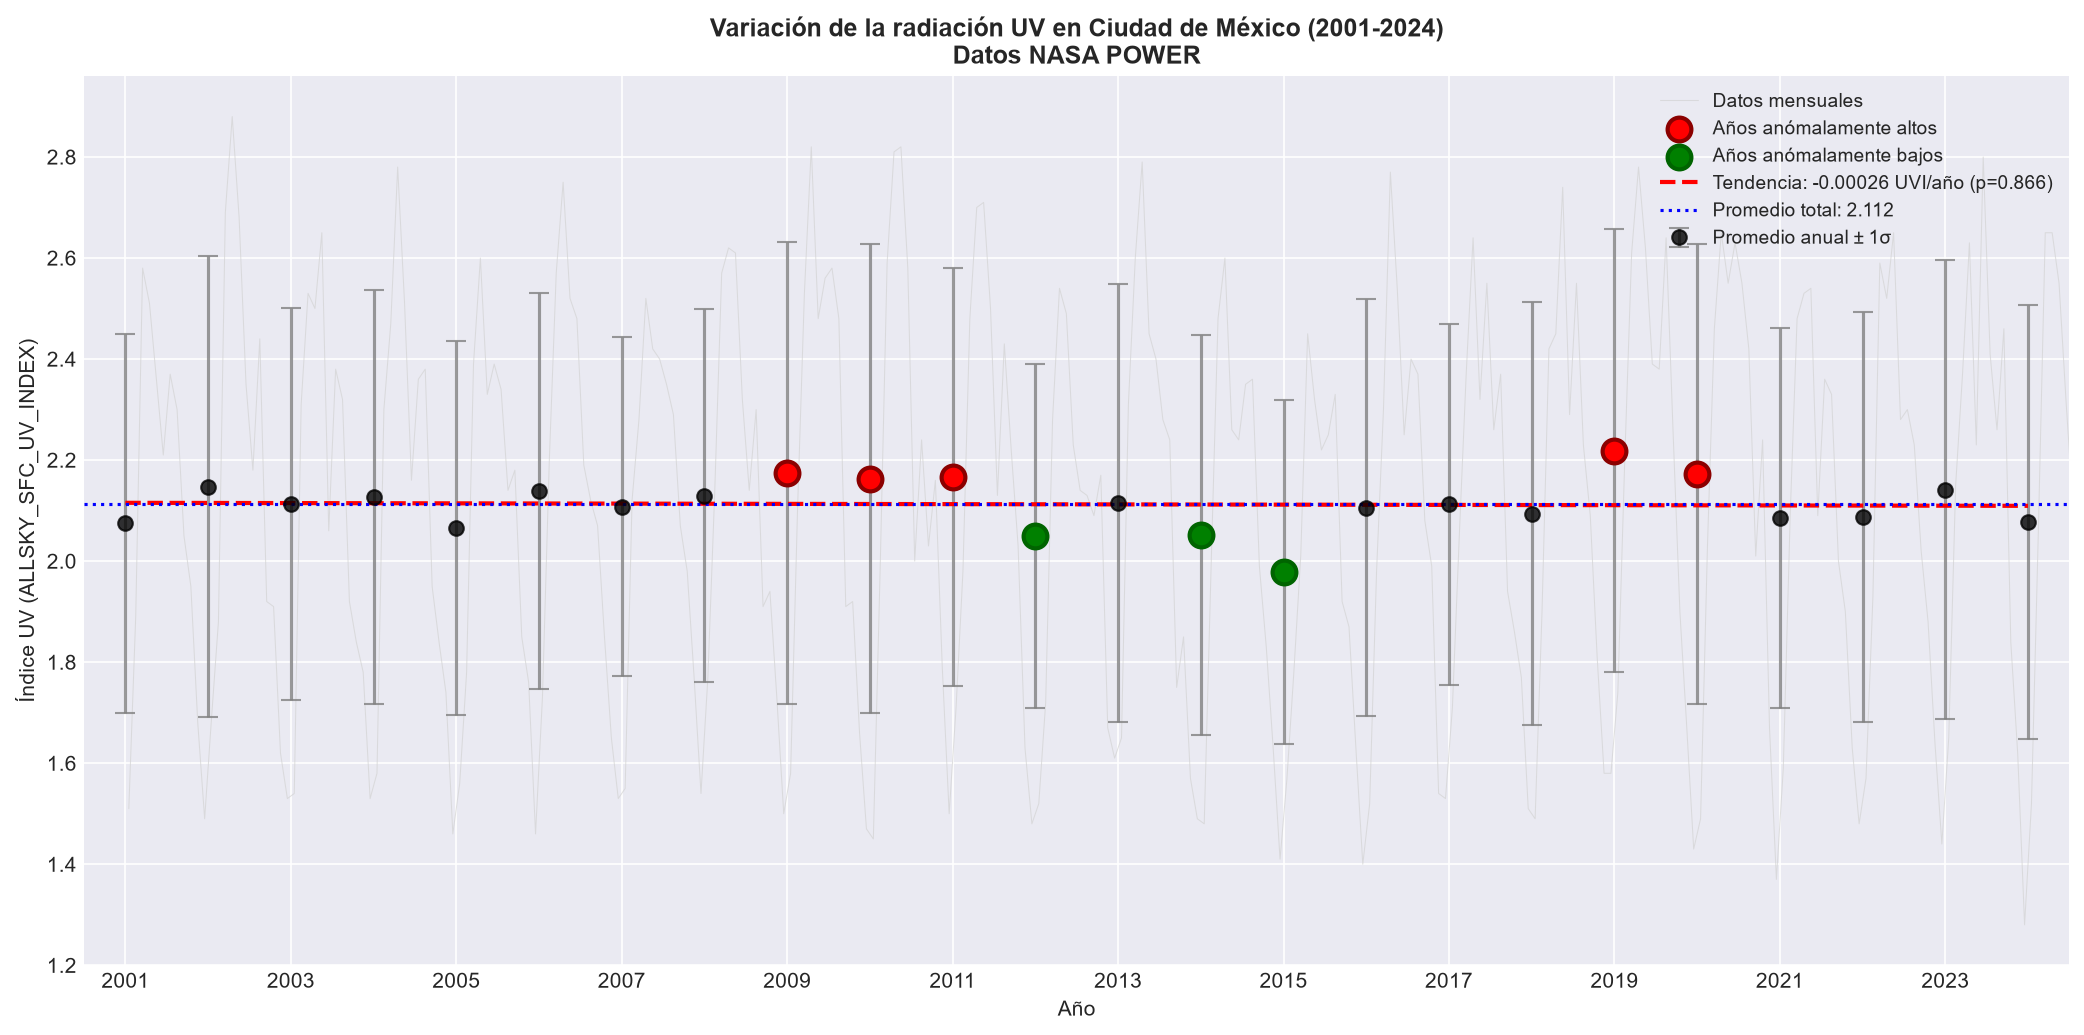 Variación de la radiación UV en Ciudad de México (2001-2024)
Datos NASA POWER
Datos mensuales
Años anómalamente altos
Años anómalamente bajos
Tendencia: -0.00026 UVI/año (p=0.866)
Promedio total: 2.112
Promedio anual ± 1σ
Índice UV (ALLSKY_SFC_UV_INDEX)
2.8
2.6
2.4
2.2
2.0
1.8
1.6
1.4
1.2
2001 2003 2005 2007 2009 2011 2013 2015 2017 2019 2021 2023
Año